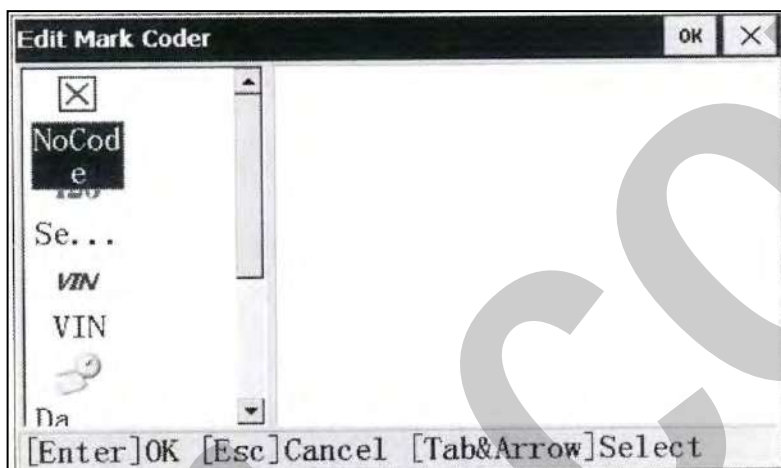 Edit Mark Coder OK
NoCod
e
Se...
VIN
VIN
Da
[Enter]OK [Esc]Cancel [Tab&Arrow]Select